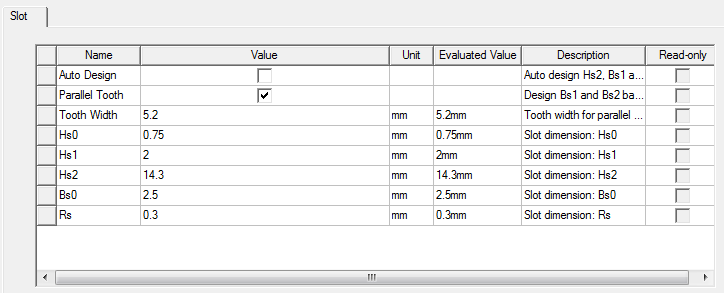 Slot
Name Value Unit Evaluated Value Description Read-only
Auto Design Auto design Hs2, Bs1 a...
Parallel Tooth Design Bs1 and Bs2 ba...
Tooth Width 5.2 mm 5.2mm Tooth width for parallel ...
Hs0 0.75 mm 0.75mm Slot dimension: Hs0
Hs1 2 mm 2mm Slot dimension: Hs1
Hs2 14.3 mm 14.3mm Slot dimension: Hs2
Bs0 2.5 mm 2.5mm Slot dimension: Bs0
Rs 0.3 mm 0.3mm Slot dimension: Rs